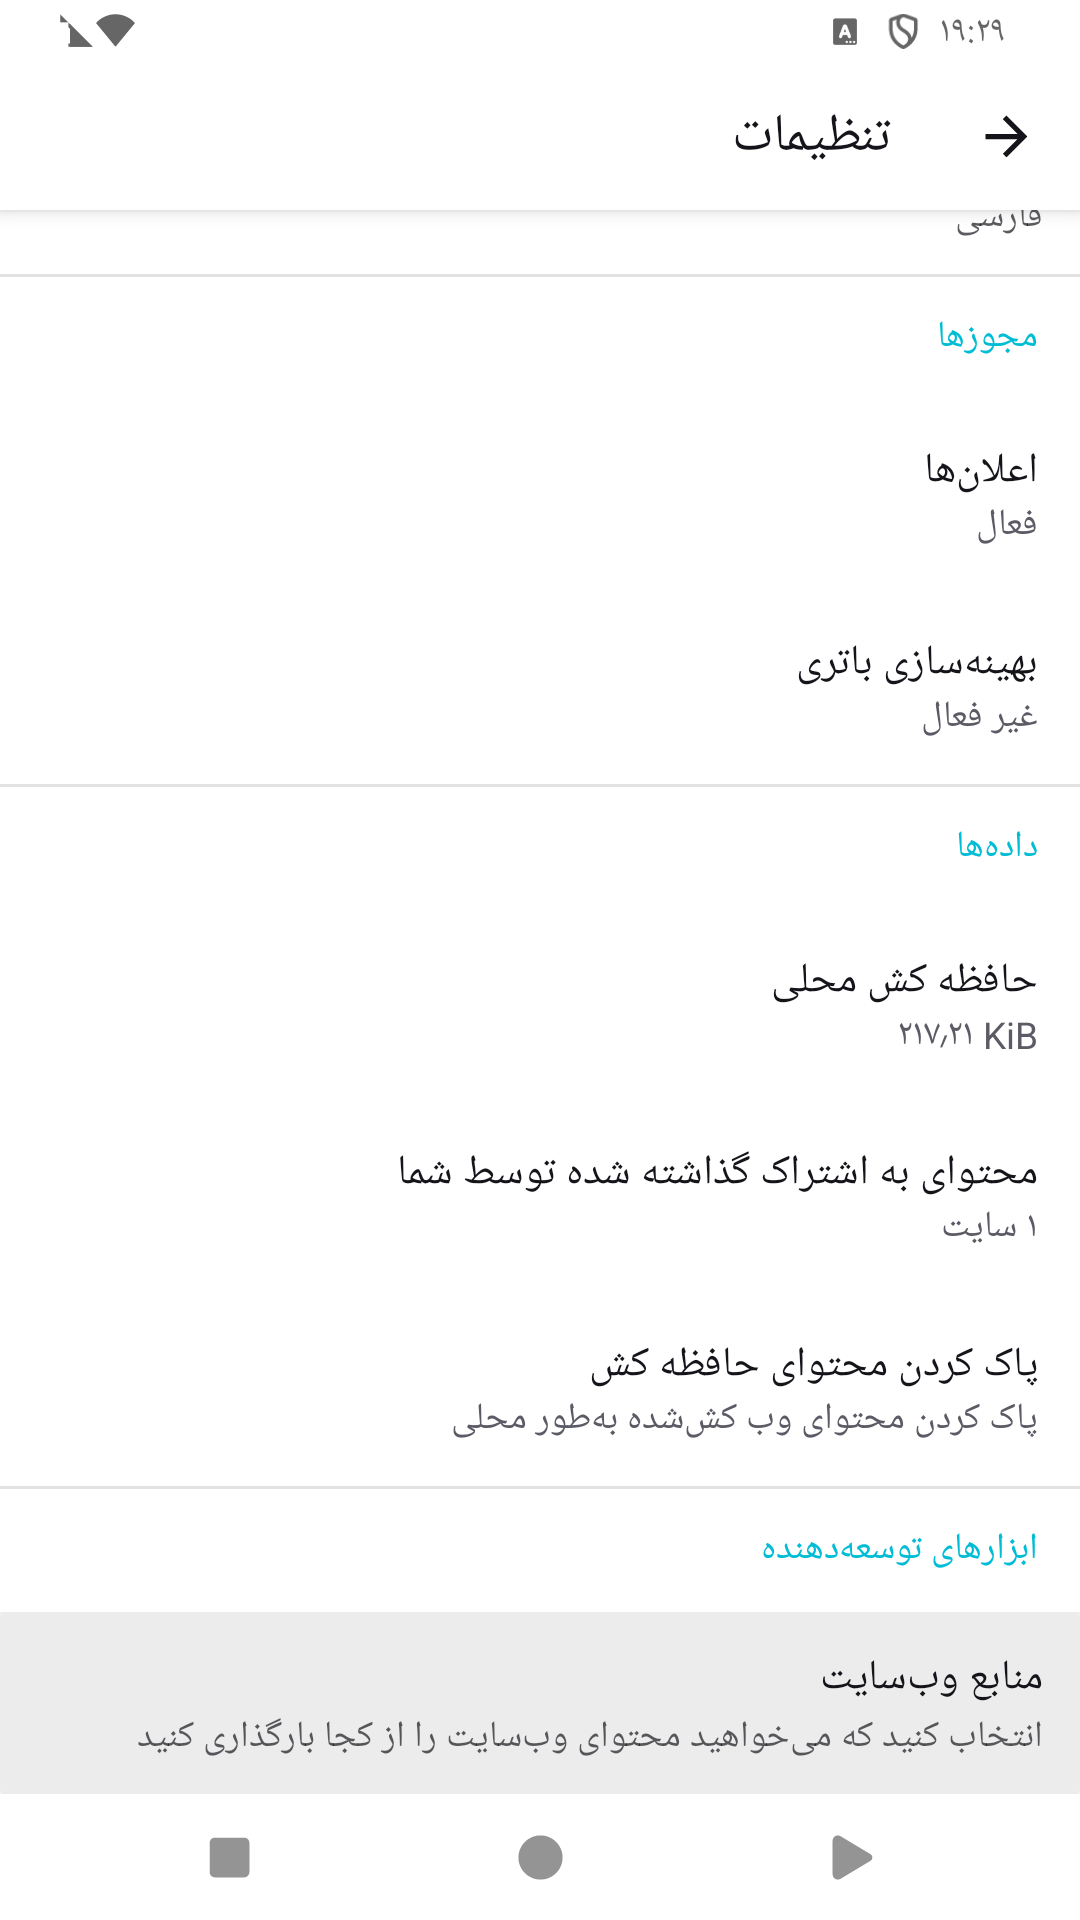 ۱۹:۲۹
تنظیمات
فارسی
مجوزها
اعلان‌ها
فعال
بهینه‌سازی باتری
غیر فعال
داده‌ها
حافظه کش محلی
۲۱۷٫۲۱ KiB
محتوای به اشتراک گذاشته شده توسط شما
۱ سایت
پاک کردن محتوای حافظه کش
پاک کردن محتوای وب کش‌شده به‌طور محلی
ابزارهای توسعه‌دهنده
منابع وب‌سایت
انتخاب کنید که می‌خواهید محتوای وب‌سایت را از کجا بارگذاری کنید